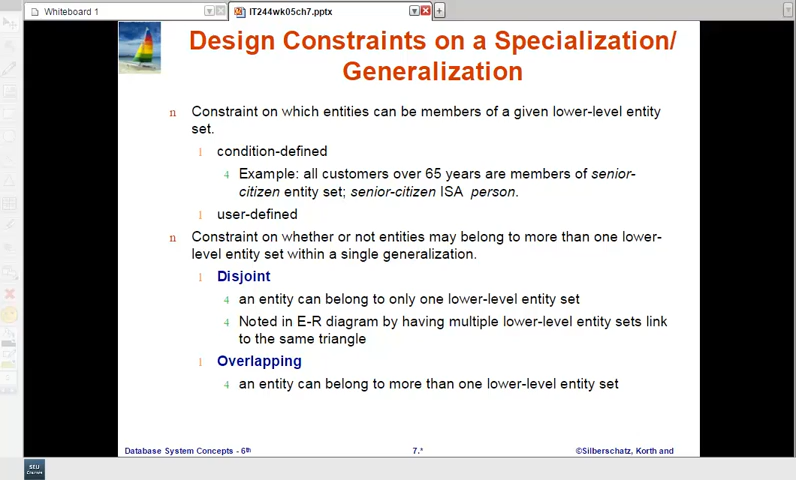 Whiteboard 1
IT244wk05ch7.pptx
Design Constraints on a Specialization/
Generalization
n Constraint on which entities can be members of a given lower-level entity
set.
l condition-defined
4 Example: all customers over 65 years are members of senior-
citizen entity set; senior-citizen ISA person.
l user-defined
n Constraint on whether or not entities may belong to more than one lower-
level entity set within a single generalization.
l Disjoint
4 an entity can belong to only one lower-level entity set
4 Noted in E-R diagram by having multiple lower-level entity sets link
to the same triangle
l Overlapping
4 an entity can belong to more than one lower-level entity set
Database System Concepts - 6th
7.*
©Silberschatz, Korth and
SEU